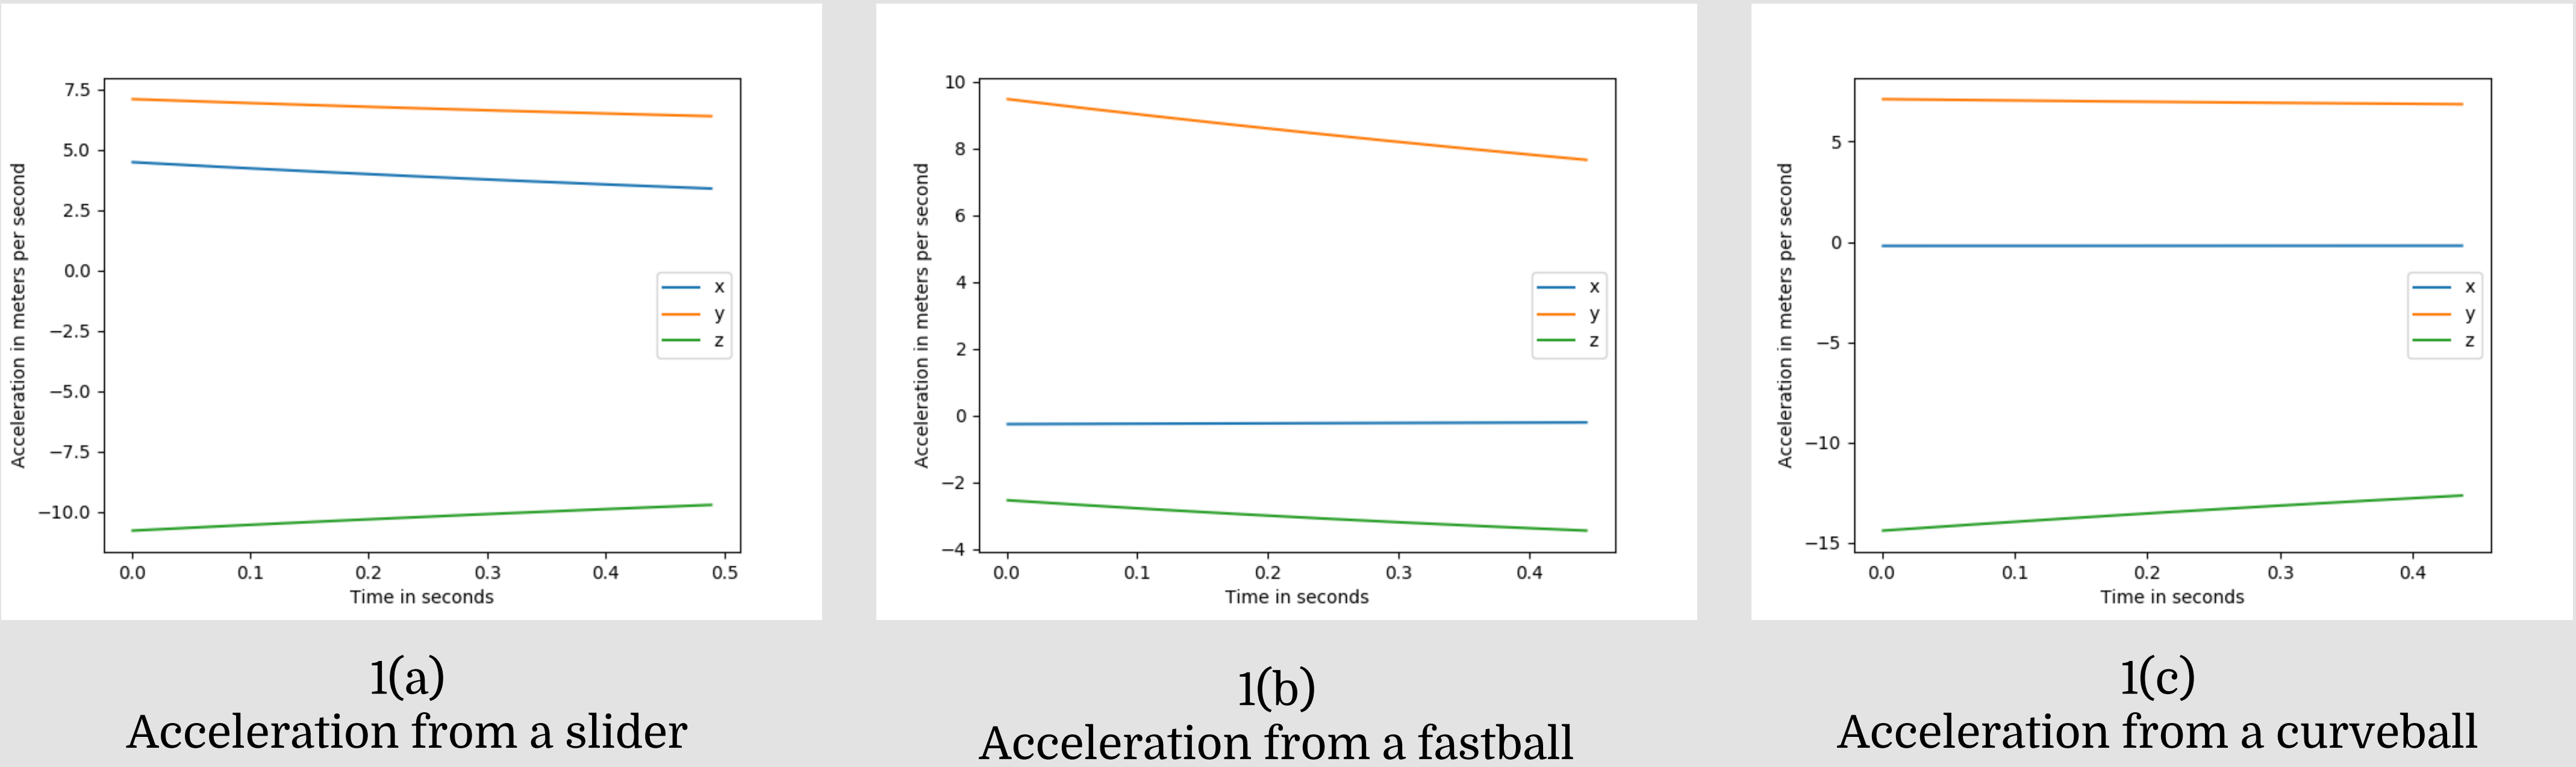 7.5
5.0
2.5
0.0
−2.5
−5.0
−7.5
−10.0
Acceleration in meters per second
x
y
z
0.0 0.1 0.2 0.3 0.4 0.5
Time in seconds
1(a)
Acceleration from a slider
10
8
6
4
2
0
−2
−4
Acceleration in meters per second
x
y
z
0.0 0.1 0.2 0.3 0.4
Time in seconds
1(b)
Acceleration from a fastball
5
0
−5
−10
−15
Acceleration in meters per second
x
y
z
0.0 0.1 0.2 0.3 0.4
Time in seconds
1(c)
Acceleration from a curveball